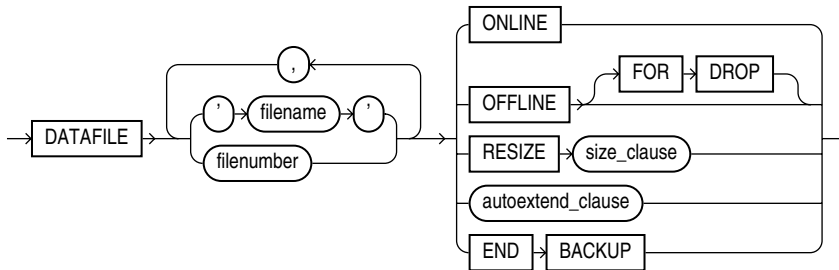 DATAFILE
,
' filename '
filenumber
ONLINE
OFFLINE FOR DROP
RESIZE size_clause
autoextend_clause
END BACKUP